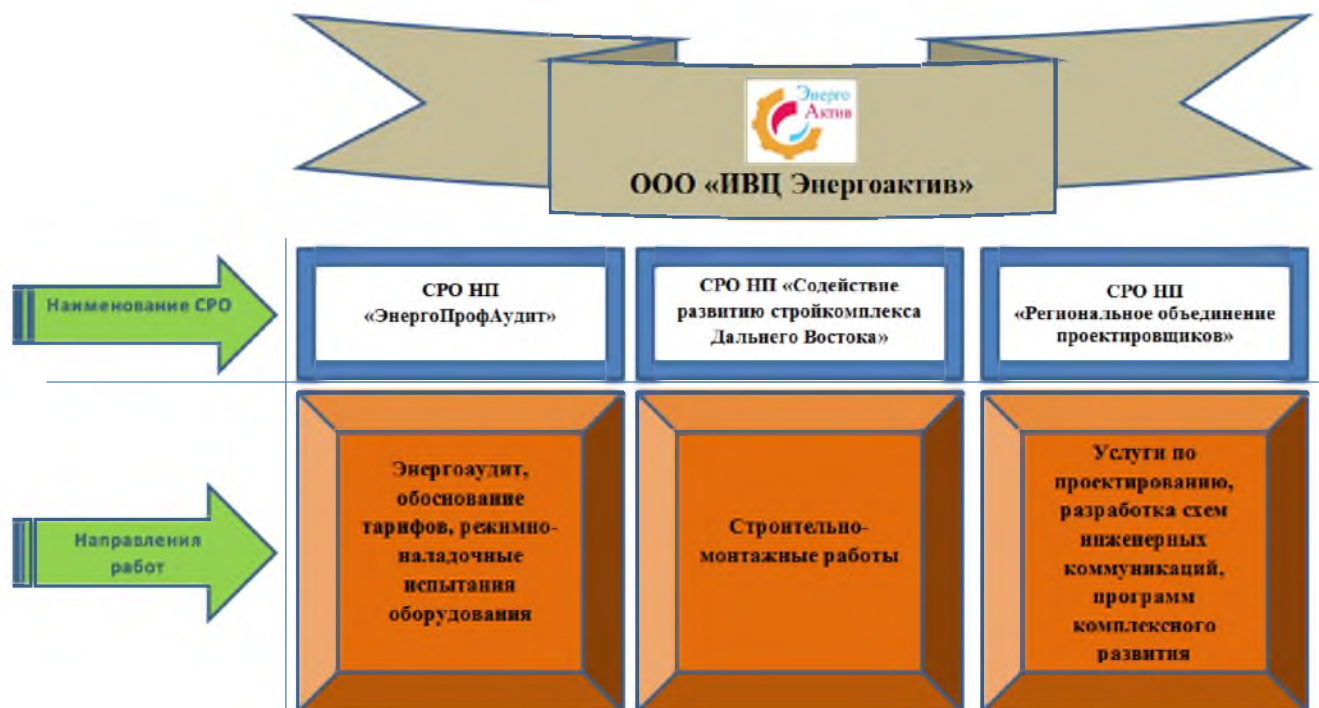 Энерго
Актив
ООО «ИВЦ Энергоактив»
Наименование СРО
СРО НП
«ЭнергоПрофАудит»
СРО НП «Содействие
развитию стройкомплекса
Дальнего Востока»
СРО НП
«Региональное объединение
проектировщиков»
Направления
работ
Энергоаудит,
обоснование
тарифов, режимно-
наладочные
испытания
оборудования
Строительно-
монтажные работы
Услуги по
проектированию,
разработка схем
инженерных
коммуникаций,
программ
комплексного
развития